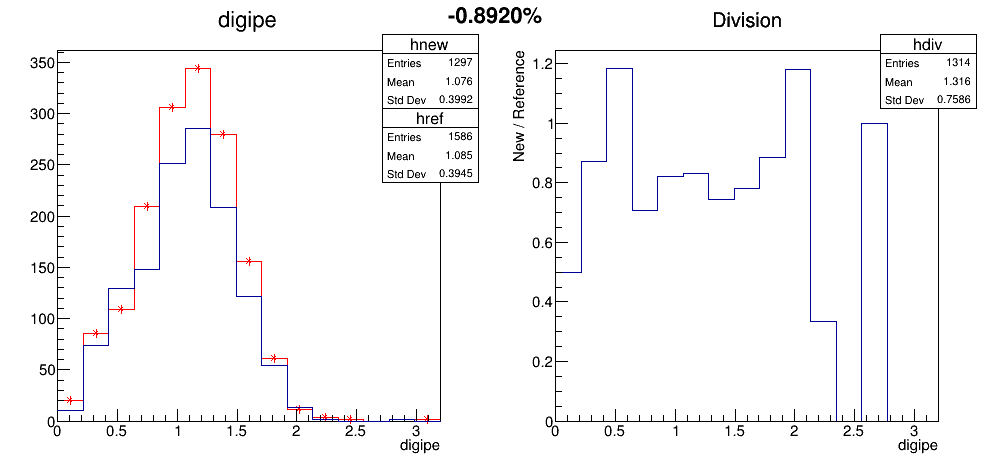 -0.8920%
digipe
hnew
Entries 1297
Mean 1.076
Std Dev 0.3992
href
Entries 1586
Mean 1.085
Std Dev 0.3945
350
300
250
200
150
100
50
0
0 0.5 1 1.5 2 2.5 3
digipe
Division
hdiv
Entries 1314
Mean 1.316
Std Dev 0.7586
New / Reference
1.2
1
0.8
0.6
0.4
0.2
0
0 0.5 1 1.5 2 2.5 3
digipe